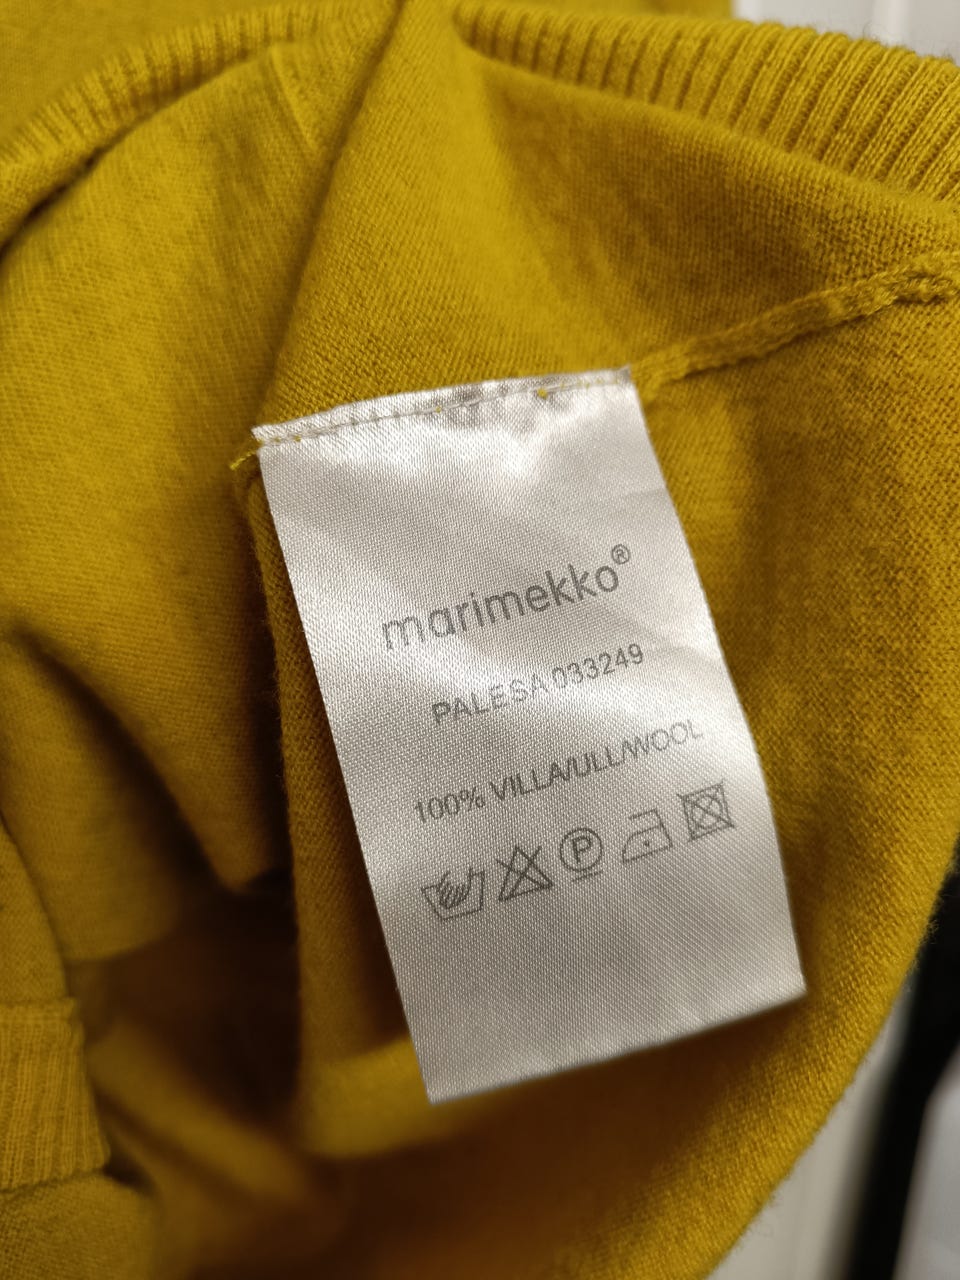 marimekko®
PALESA 033249
100% VILLA/ULL/WOOL
P